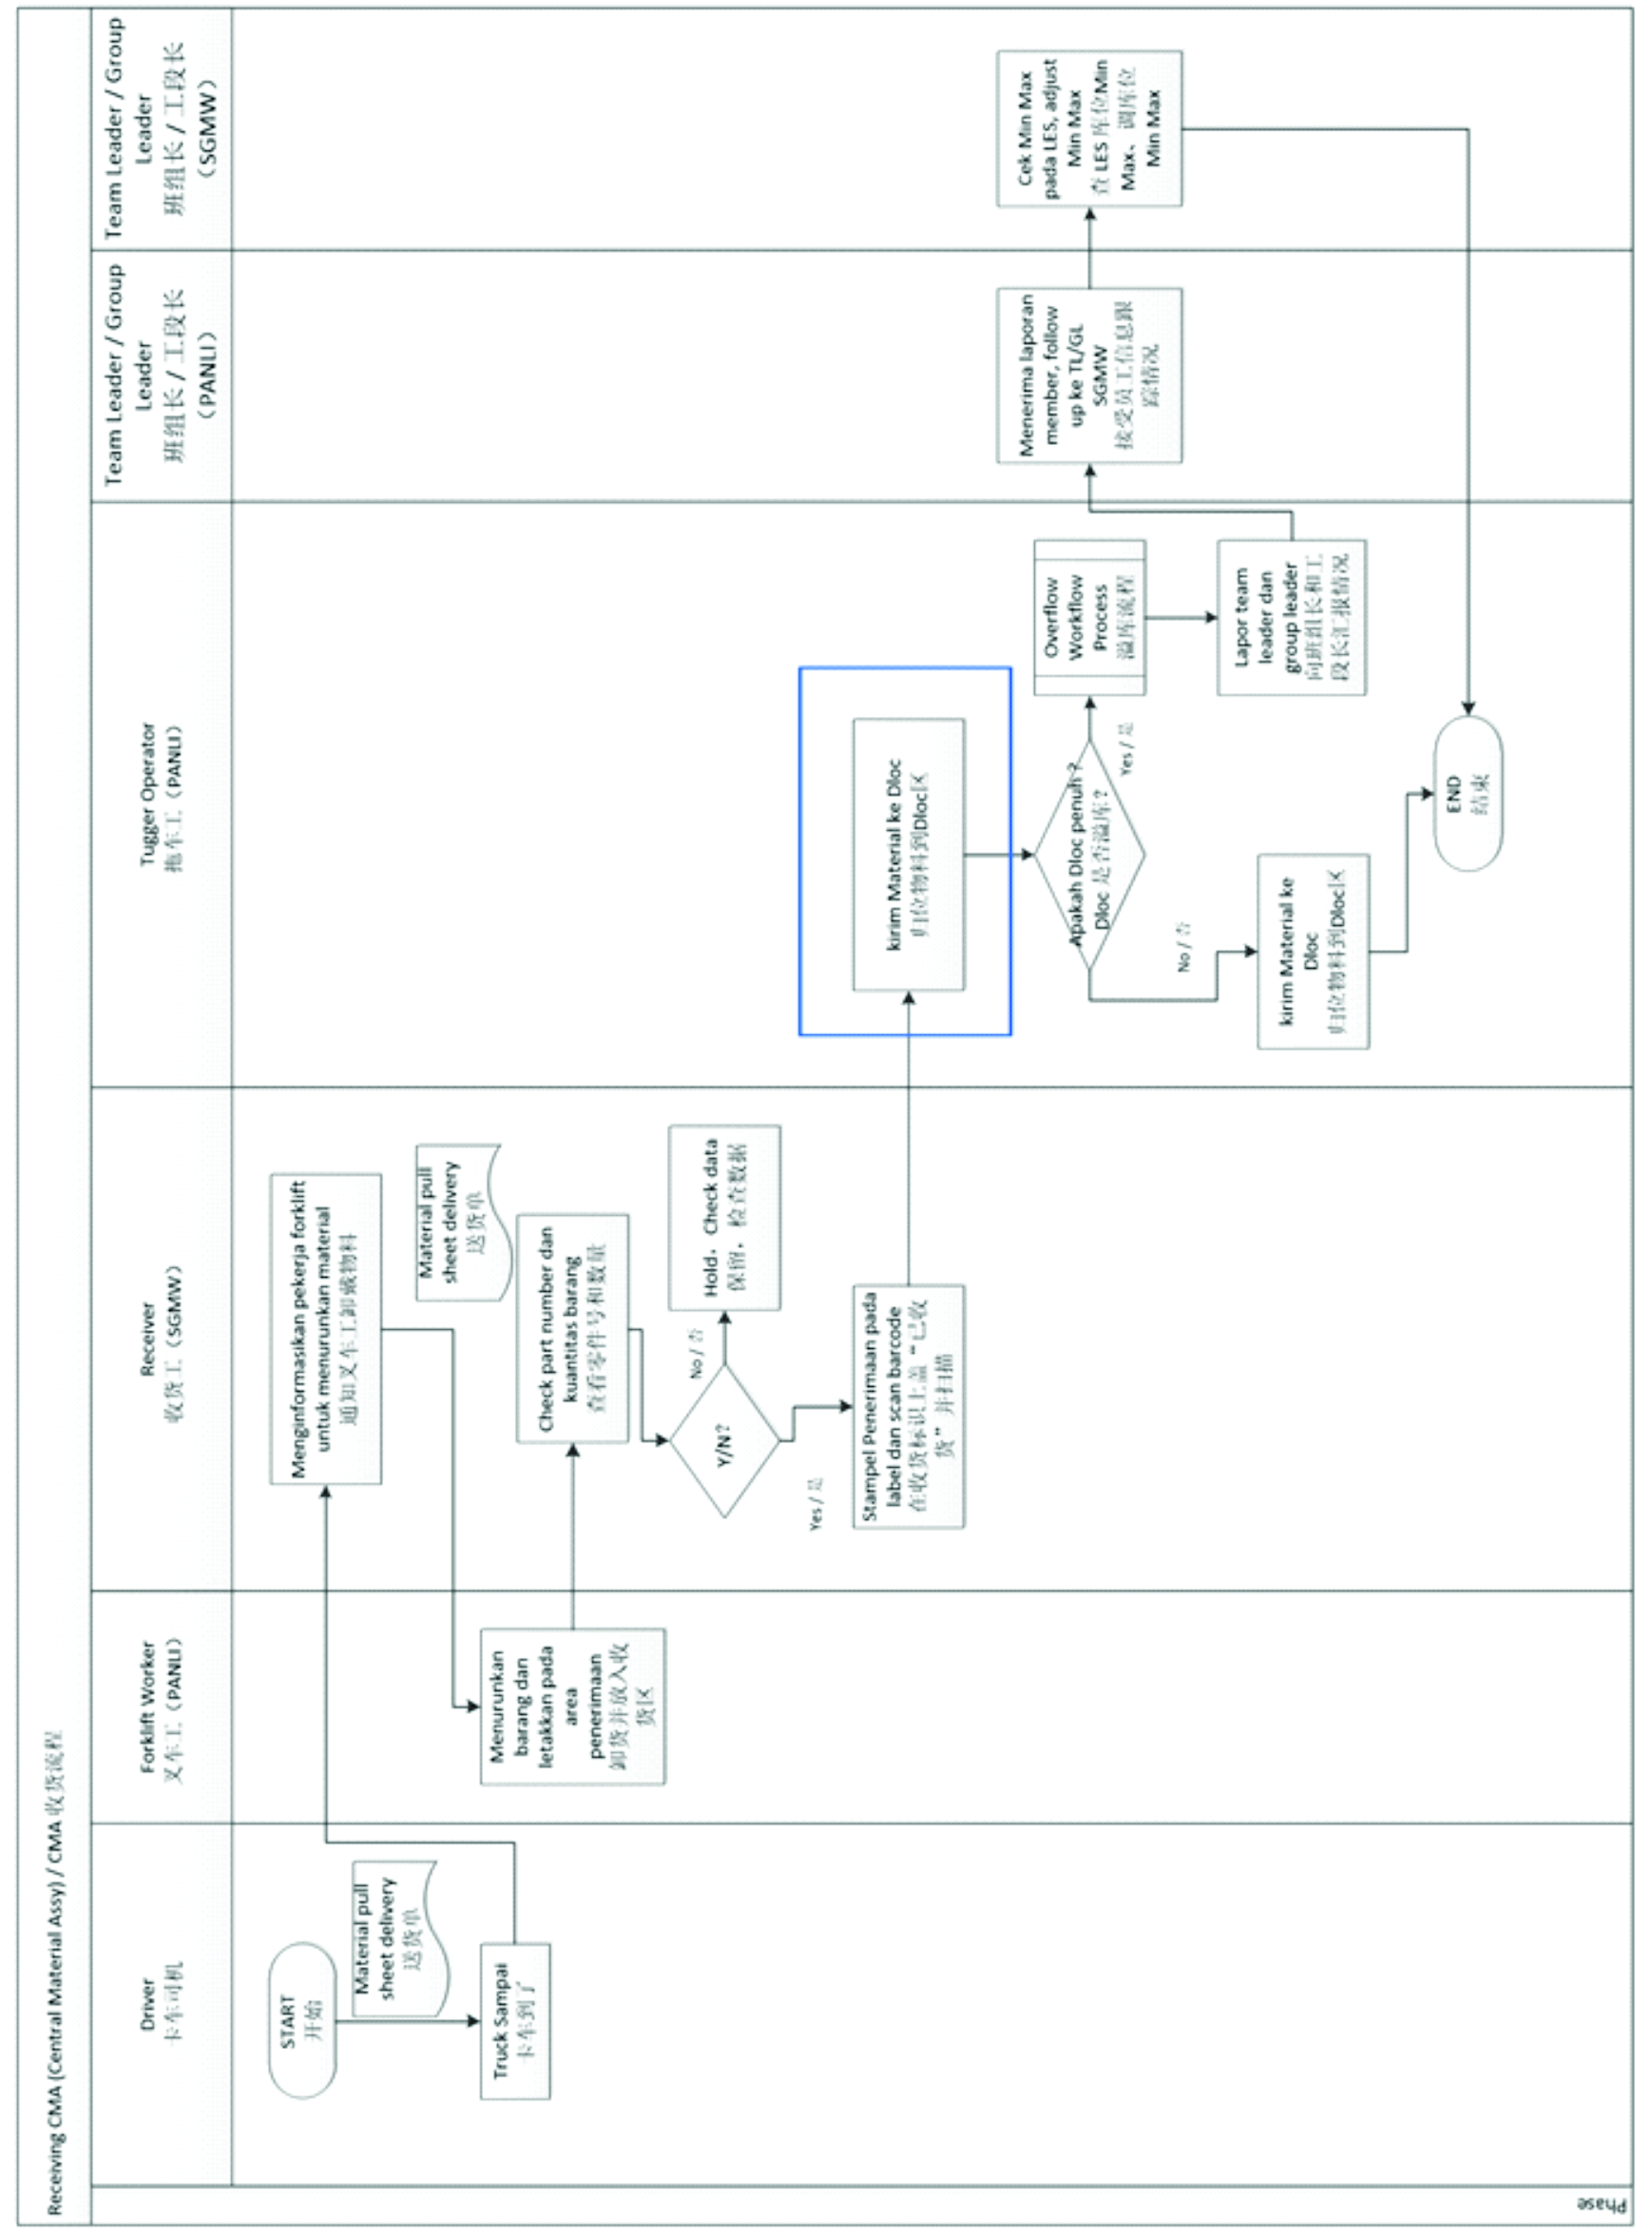 Receiving CMA (Central Material Assy) / CMA 收货流程
Driver
卡车司机
Forklift Worker
叉车工（PANLI）
Receiver
收货工（SGMW）
Tugger Operator
拖车工（PANLI）
Team Leader / Group
Leader
班组长 / 工段长
（PANLI）
Team Leader / Group
Leader
班组长 / 工段长
（SGMW）
START
开始
Material pull
sheet delivery
送货单
Truck Sampai
卡车到了
Menginformasikan pekerja forklift
untuk menurunkan material
通知叉车工卸载物料
Menurunkan
barang dan
letakkan pada
area
penerimaan
卸货并放入收
货区
Material pull
sheet delivery
送货单
Check part number dan
kuantitas barang
查看零件号和数量
Y/N?
No / 否
Hold，Check data
保留，检查数据
Yes / 是
Stampel Penerimaan pada
label dan scan barcode
在收货标识上盖“已收
货”并扫描
kirim Material ke Dloc
归位物料到Dloc区
Apakah Dloc penuh ?
Dloc 是否溢库？
Yes / 是
No / 否
Overflow
Workflow
Process
溢库流程
kirim Material ke
Dloc
归位物料到Dloc区
Lapor team
leader dan
group leader
向班组长和工
段长汇报情况
Menerima laporan
member, follow
up ke TL/GL
SGMW
接受员工信息跟
踪情况
Cek Min Max
pada LES, adjust
Min Max
查 LES 库位Min
Max、调库位
Min Max
END
结束
Phase